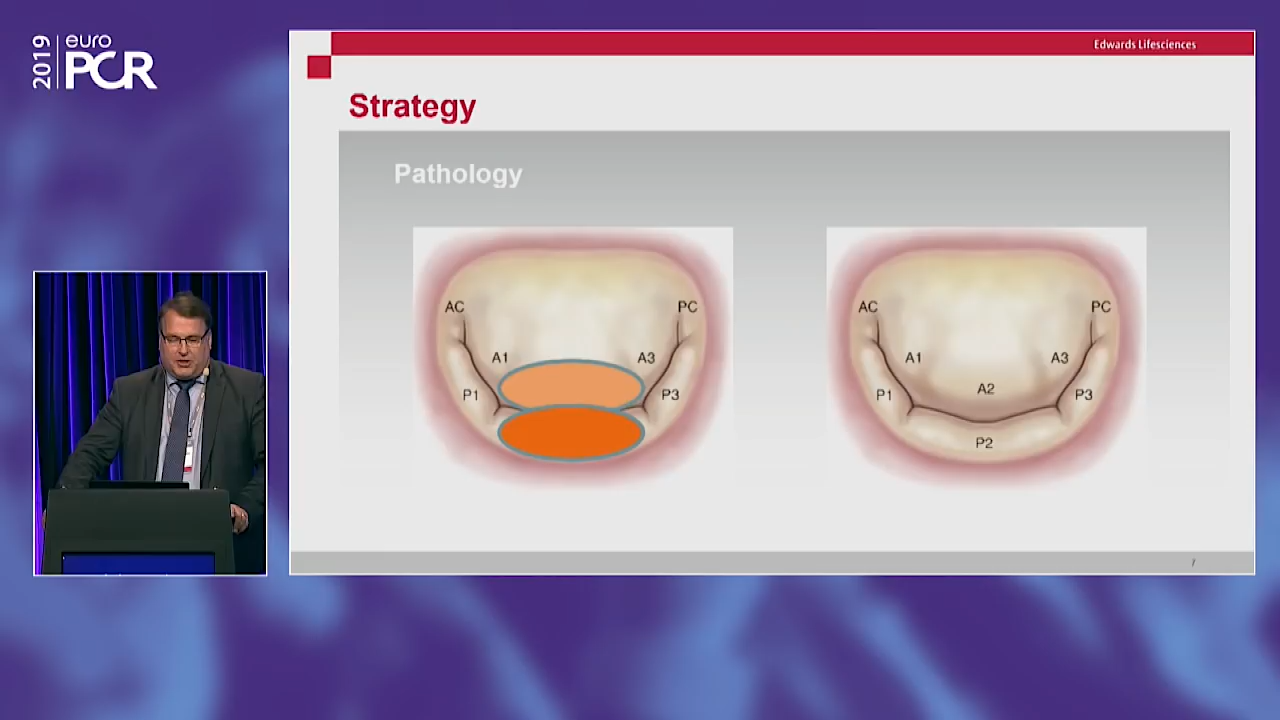 2019
euro
PCR
Edwards Lifesciences
Strategy
Pathology
AC
PC
A1
A3
P1
P3
AC
PC
A1
A3
A2
P1
P3
P2
7